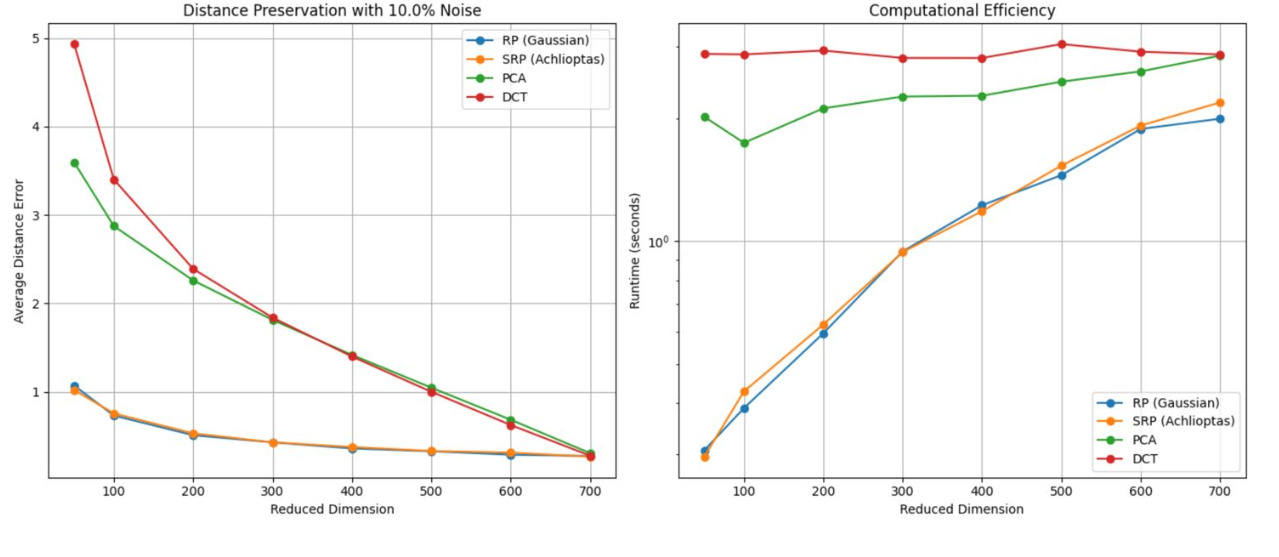 Distance Preservation with 10.0% Noise
RP (Gaussian)
SRP (Achlioptas)
PCA
DCT
5
4
3
2
1
Average Distance Error
100 200 300 400 500 600 700
Reduced Dimension
Computational Efficiency
10⁰
Runtime (seconds)
RP (Gaussian)
SRP (Achlioptas)
PCA
DCT
100 200 300 400 500 600 700
Reduced Dimension